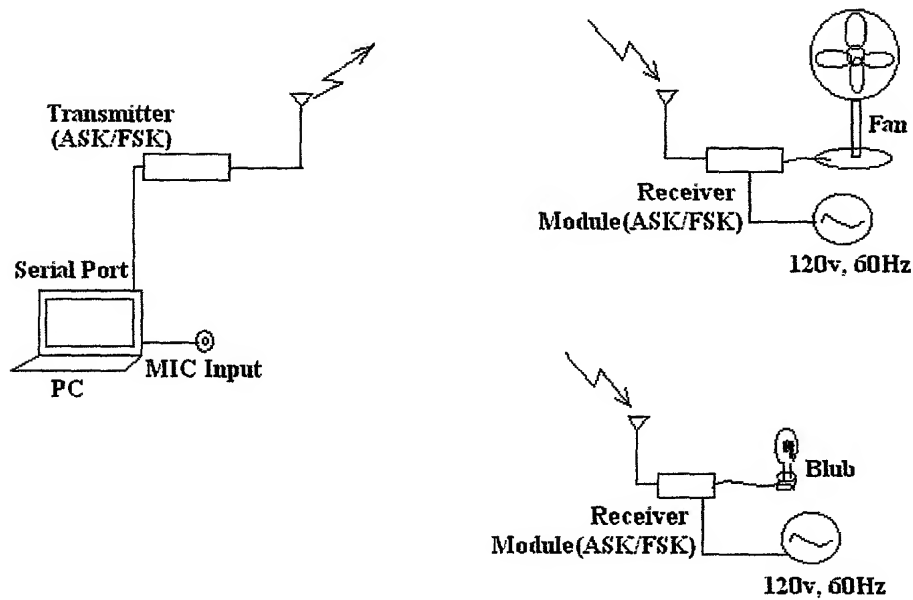 Transmitter
(ASK/FSK)
Serial Port
MIC Input
PC
Fan
Receiver
Module(ASK/FSK)
120v, 60Hz
Blub
Receiver
Module(ASK/FSK)
120v, 60Hz